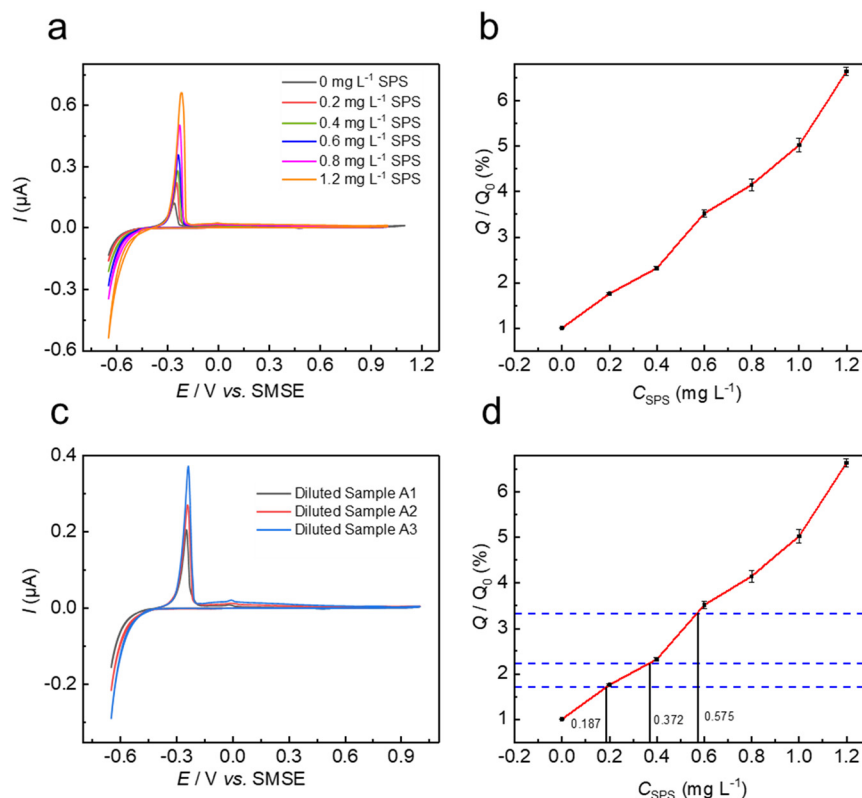 a
0.6
0.3
0.0
-0.3
-0.6
I (μA)
0 mg L⁻¹ SPS
0.2 mg L⁻¹ SPS
0.4 mg L⁻¹ SPS
0.6 mg L⁻¹ SPS
0.8 mg L⁻¹ SPS
1.2 mg L⁻¹ SPS
-0.6 -0.3 0.0 0.3 0.6 0.9 1.2
E / V vs. SMSE
b
6
5
4
3
2
1
Q / Q₀ (%)
-0.2 0.0 0.2 0.4 0.6 0.8 1.0 1.2
C_SPS (mg L⁻¹)
c
0.4
0.2
0.0
-0.2
I (μA)
Diluted Sample A1
Diluted Sample A2
Diluted Sample A3
-0.6 -0.3 0.0 0.3 0.6 0.9
E / V vs. SMSE
d
6
5
4
3
2
1
Q / Q₀ (%)
0.187 0.372 0.575
-0.2 0.0 0.2 0.4 0.6 0.8 1.0 1.2
C_SPS (mg L⁻¹)